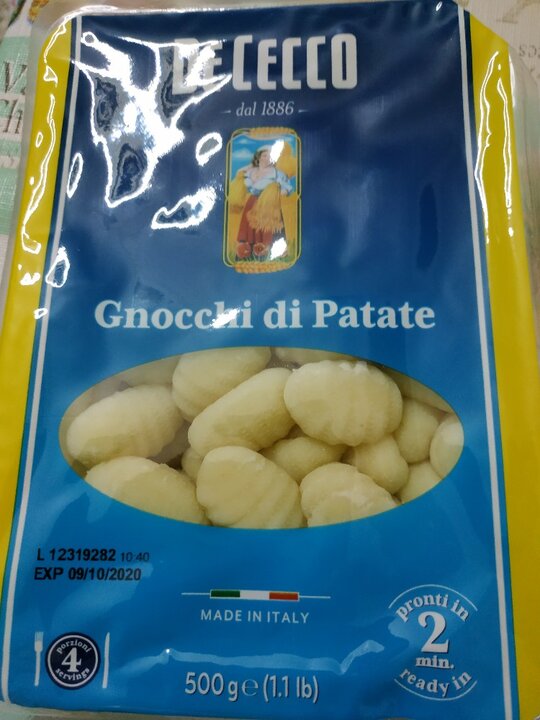 DE CECCO
dal 1886
Gnocchi di Patate
L 12319282 10:40
EXP 09/10/2020
MADE IN ITALY
pronti in
2
min.
ready in
porzioni
4
servings
500 g e (1.1 lb)